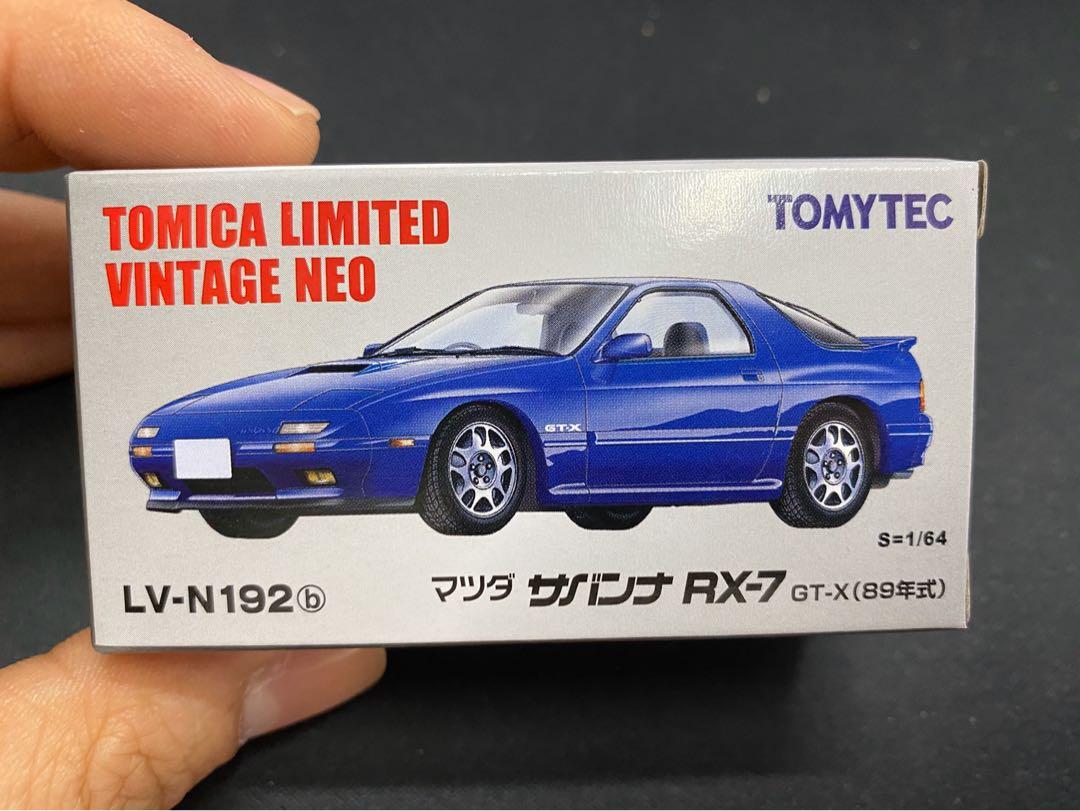 TOMICA LIMITED
VINTAGE NEO
TOMYTEC
GT-X
S=1/64
LV-N192ⓑ
マツダ サバンナ RX-7 GT-X(89年式)